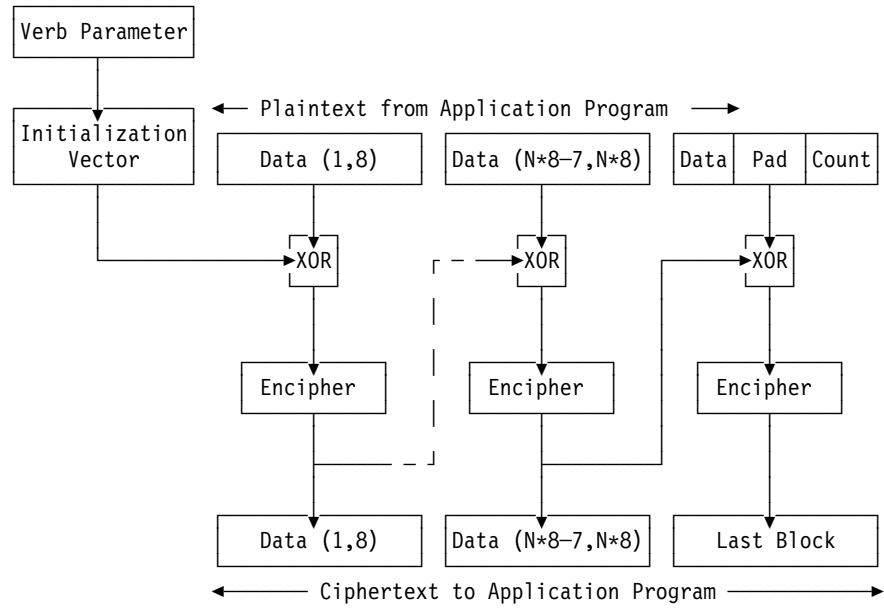 Verb Parameter
Plaintext from Application Program
Initialization
Vector
Data (1,8)
Data (N*8–7,N*8)
Data
Pad
Count
XOR
XOR
XOR
Encipher
Encipher
Encipher
Data (1,8)
Data (N*8–7,N*8)
Last Block
Ciphertext to Application Program